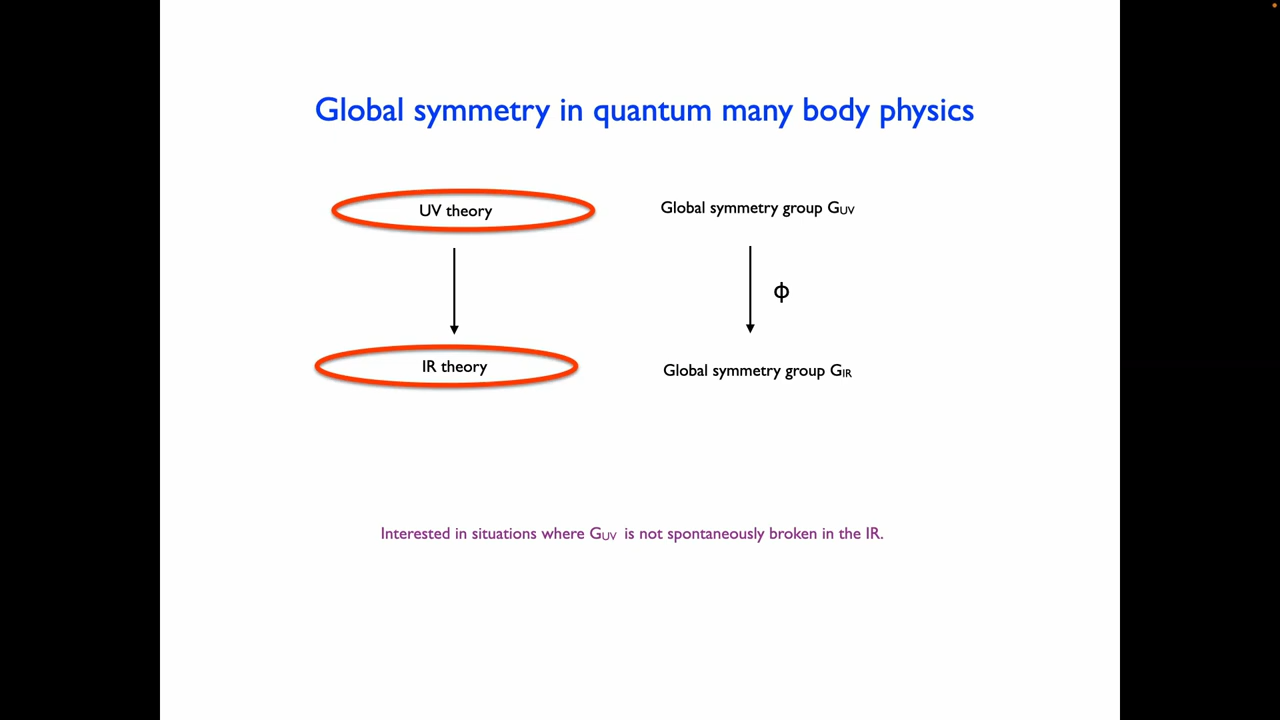 Global symmetry in quantum many body physics
UV theory
Global symmetry group GUV
ϕ
IR theory
Global symmetry group GIR
Interested in situations where GUV is not spontaneously broken in the IR.